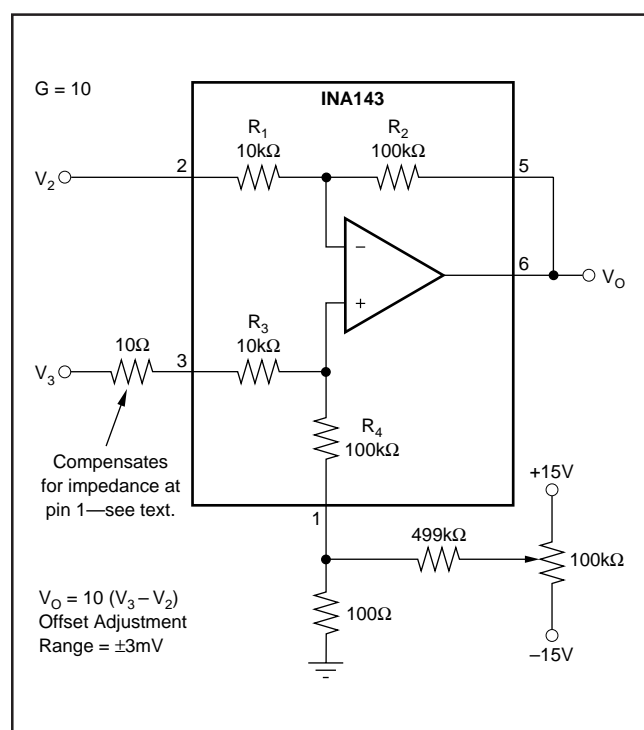 G = 10
INA143
R1
10kΩ
R2
100kΩ
2
5
V2
6
VO
R3
10kΩ
10Ω
3
V3
R4
100kΩ
Compensates
for impedance at
pin 1—see text.
+15V
1
499kΩ
100kΩ
VO = 10 (V3 – V2)
Offset Adjustment
Range = ±3mV
100Ω
–15V